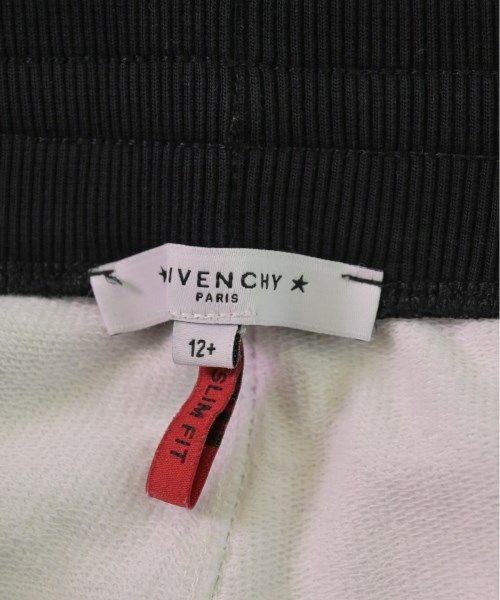 ★IVENCHY ★
PARIS
12+
SLIM FIT